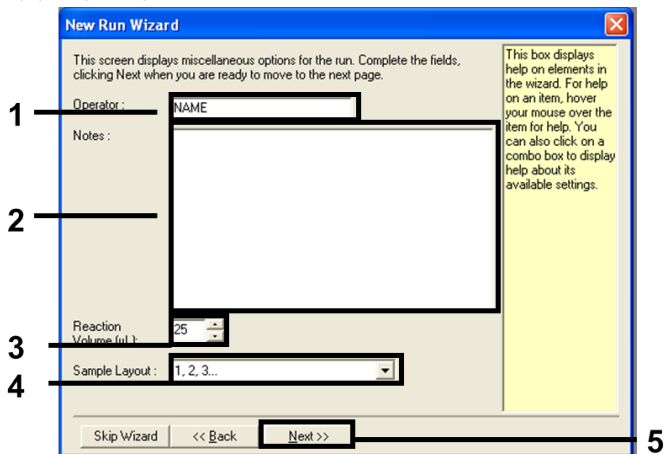 New Run Wizard
This screen displays miscellaneous options for the run. Complete the fields,
clicking Next when you are ready to move to the next page.
This box displays
help on elements in
the wizard. For help
on an item, hover
your mouse over the
item for help. You
can also click on a
combo box to display
help about its
available settings.
1
Operator :
NAME
Notes :
2
Reaction
Volume (µL):
25
3
Sample Layout :
1, 2, 3...
4
Skip Wizard
<< Back
Next >>
5